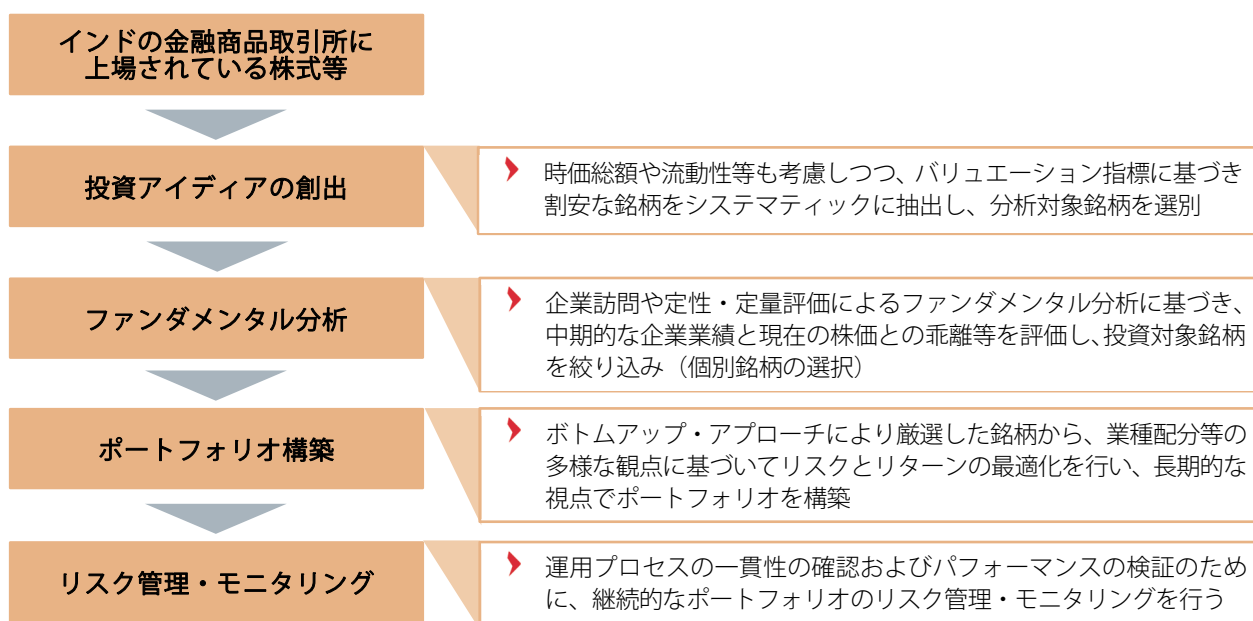 インドの金融商品取引所に
上場されている株式等
投資アイディアの創出
時価総額や流動性等も考慮しつつ、バリュエーション指標に基づき
割安な銘柄をシステマティックに抽出し、分析対象銘柄を選別
ファンダメンタル分析
企業訪問や定性・定量評価によるファンダメンタル分析に基づき、
中期的な企業業績と現在の株価との乖離等を評価し、投資対象銘柄
を絞り込み（個別銘柄の選択）
ポートフォリオ構築
ボトムアップ・アプローチにより厳選した銘柄から、業種配分等の
多様な観点に基づいてリスクとリターンの最適化を行い、長期的な
視点でポートフォリオを構築
リスク管理・モニタリング
運用プロセスの一貫性の確認およびパフォーマンスの検証のため
に、継続的なポートフォリオのリスク管理・モニタリングを行う